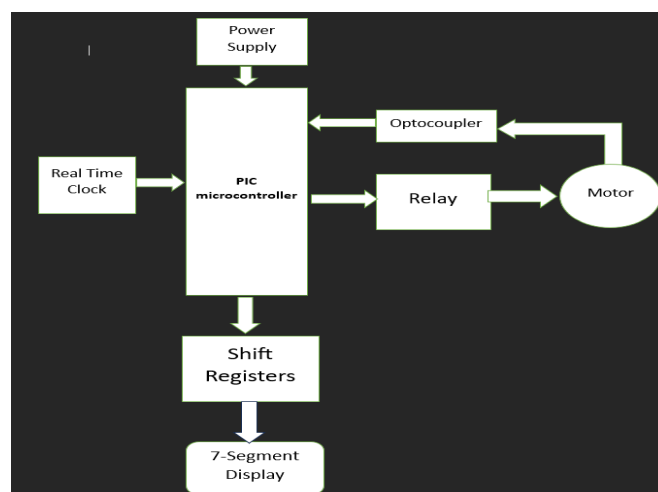 Power
Supply
Optocoupler
Real Time
Clock
PIC
microcontroller
Relay
Motor
Shift
Registers
7-Segment
Display